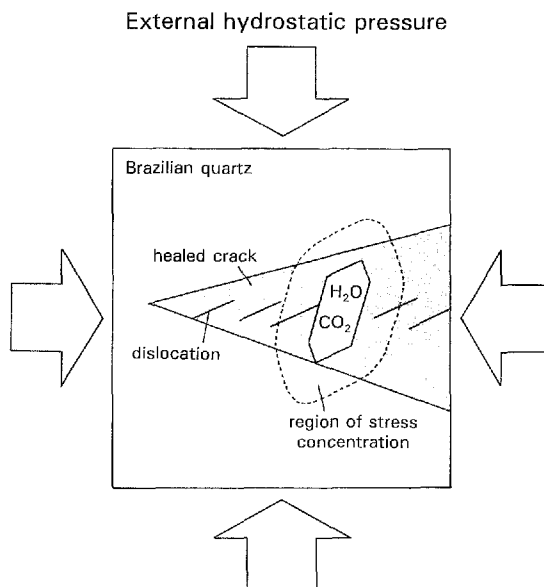 External hydrostatic pressure
Brazilian quartz
healed crack
H₂O
CO₂
dislocation
region of stress
concentration